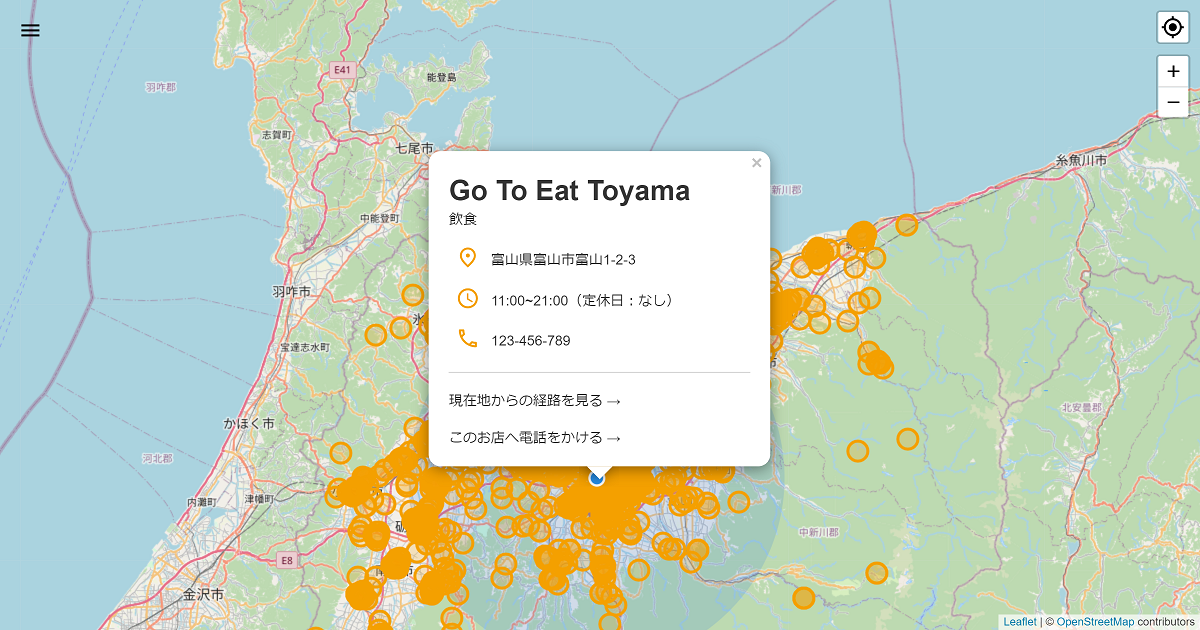 E41
能登島
羽咋郡
志賀町
七尾市
糸魚川市
新川郡
中能登町
羽咋市
氷
宝達志水町
かほく市
河北郡
内灘町
津幡町
E8
金沢市
北安曇郡
中新川郡
市
砺
南
市
Go To Eat Toyama
飲食
富山県富山市富山1-2-3
11:00~21:00（定休日：なし）
123-456-789
現在地からの経路を見る →
このお店へ電話をかける →
×
+
−
Leaflet | © OpenStreetMap contributors